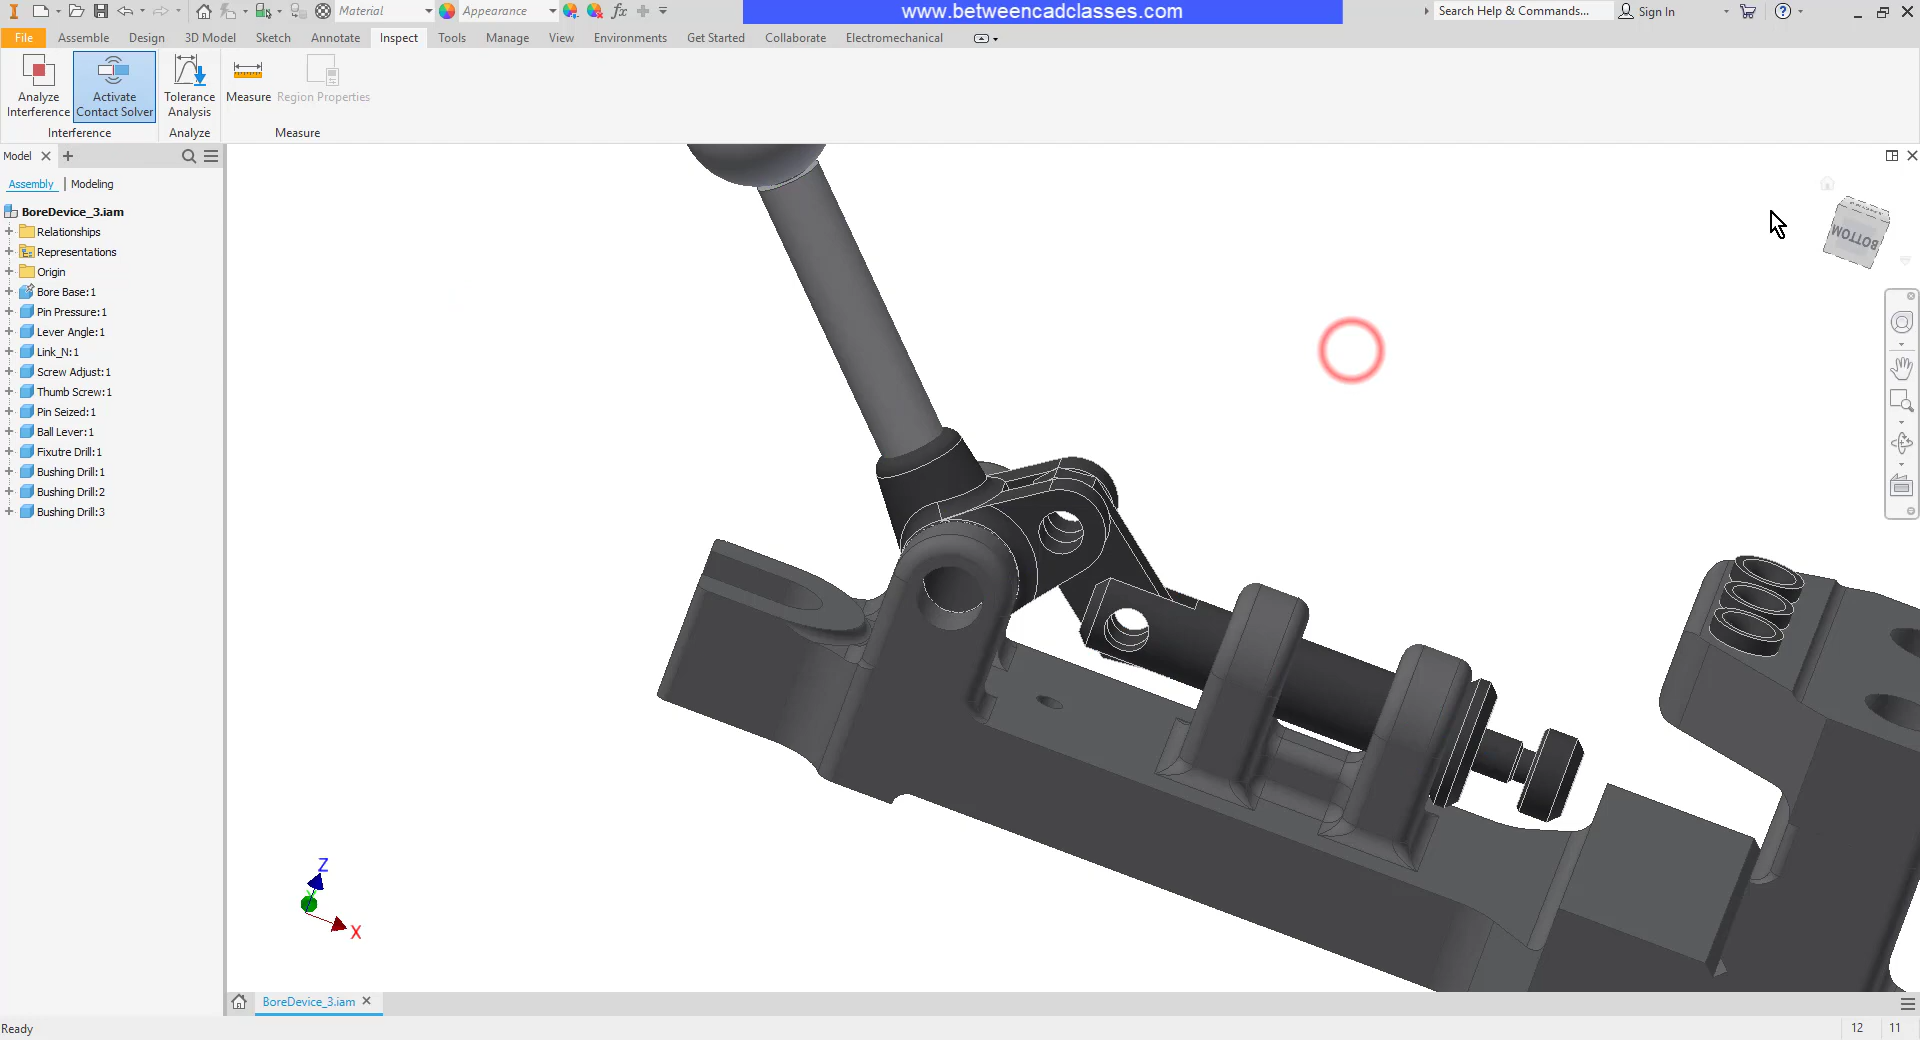 Material
Appearance
fx
www.betweencadclasses.com
Search Help & Commands...
Sign In
File
Assemble
Design
3D Model
Sketch
Annotate
Inspect
Tools
Manage
View
Environments
Get Started
Collaborate
Electromechanical
Analyze
Interference
Activate
Contact Solver
Tolerance
Analysis
Measure
Region Properties
Interference
Analyze
Measure
Model
Assembly
Modeling
BoreDevice_3.iam
Relationships
Representations
Origin
Bore Base:1
Pin Pressure:1
Lever Angle:1
Link_N:1
Screw Adjust:1
Thumb Screw:1
Pin Seized:1
Ball Lever:1
Fixutre Drill:1
Bushing Drill:1
Bushing Drill:2
Bushing Drill:3
BOTTOM
Z
X
BoreDevice_3.iam
Ready
12
11